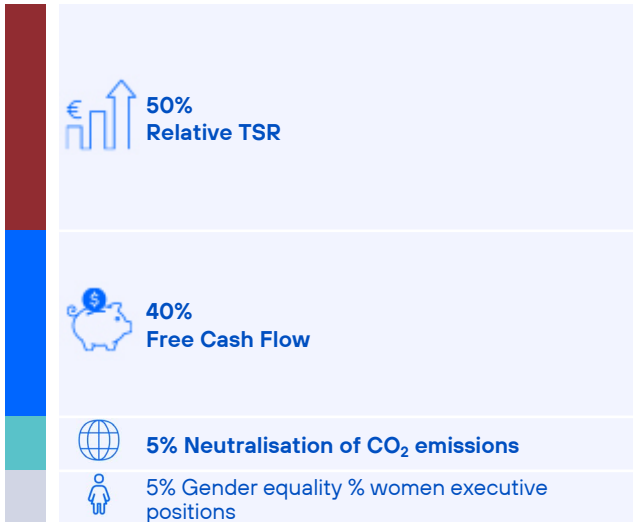 €
50%
Relative TSR
$
40%
Free Cash Flow
5% Neutralisation of CO₂ emissions
5% Gender equality % women executive
positions